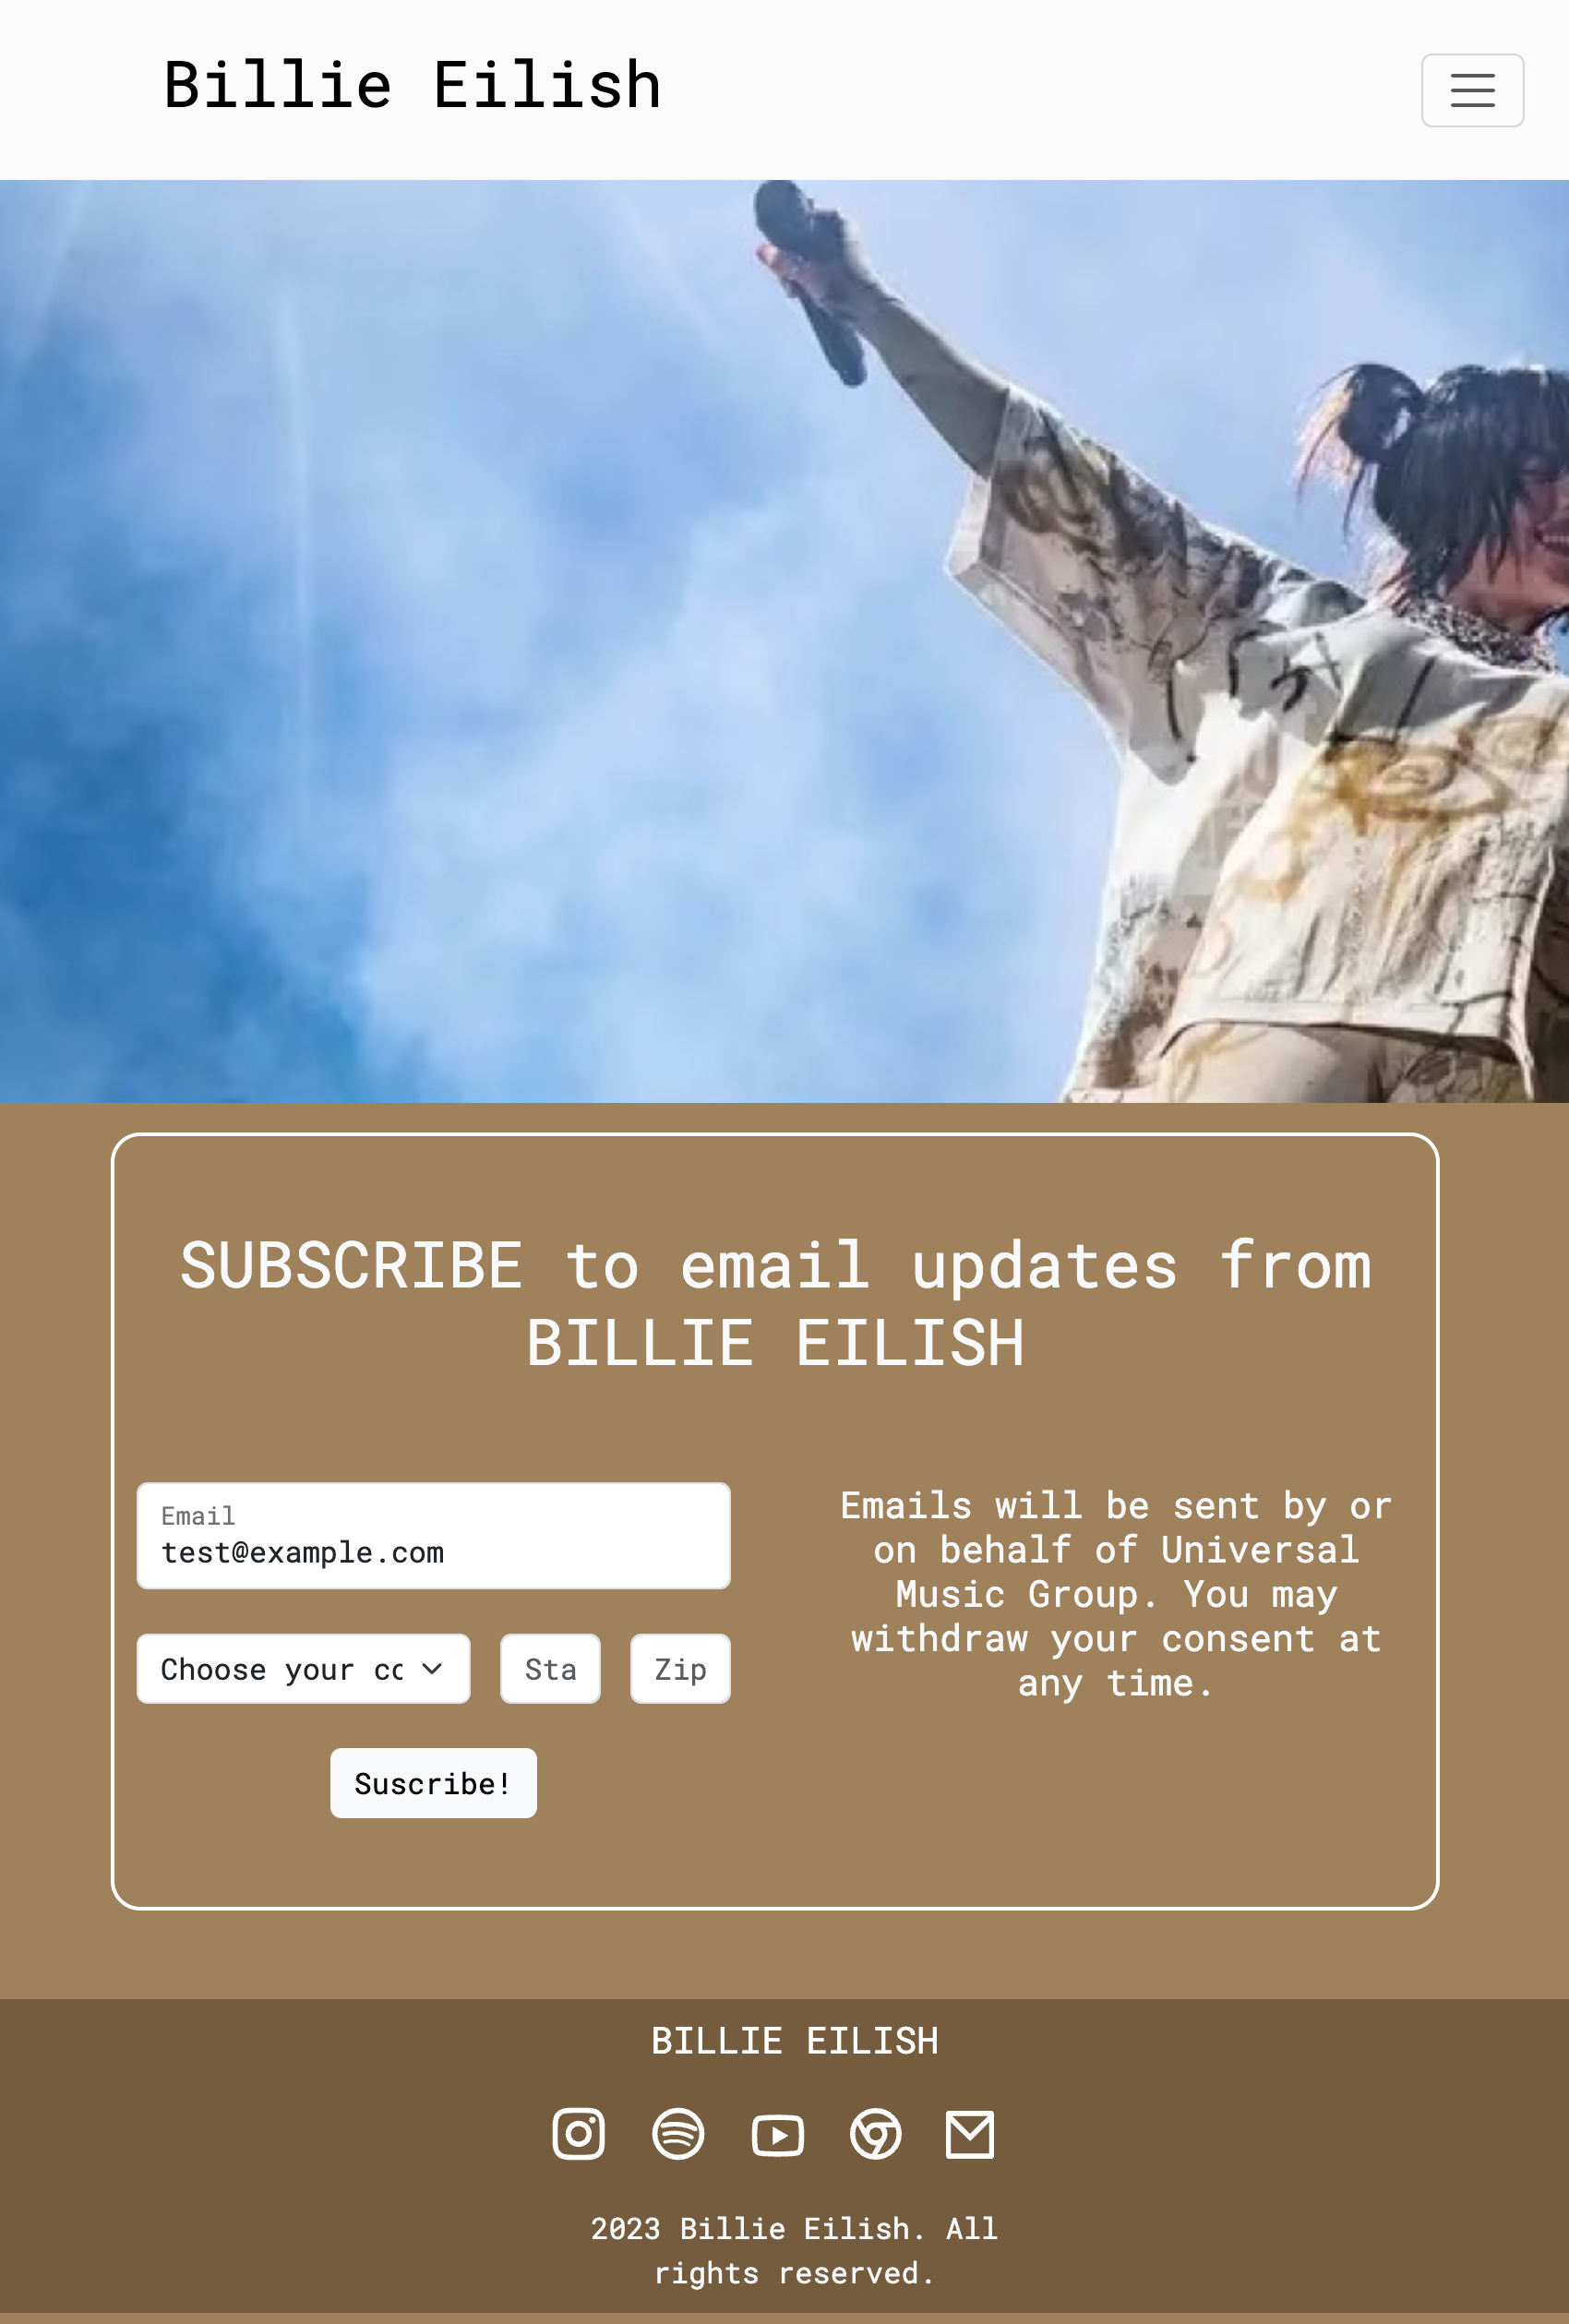 Billie Eilish
SUBSCRIBE to email updates from
BILLIE EILISH
Email
test@example.com
Choose your cc
Sta
Zip
Suscribe!
Emails will be sent by or
on behalf of Universal
Music Group. You may
withdraw your consent at
any time.
BILLIE EILISH
2023 Billie Eilish. All
rights reserved.